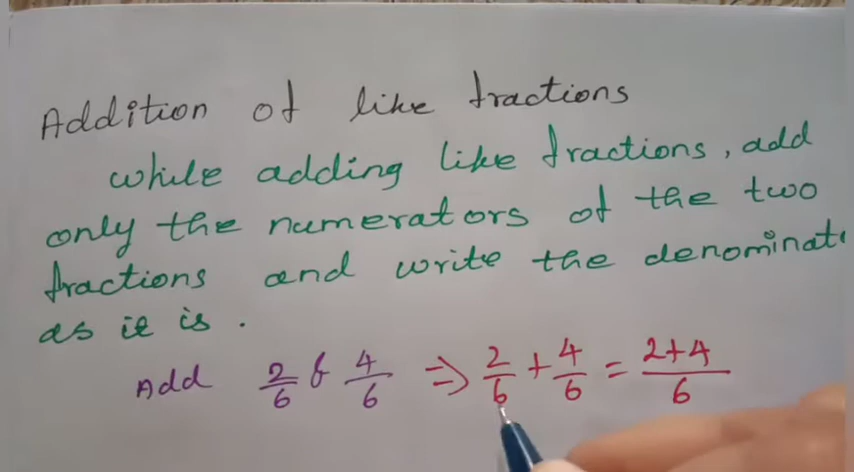 Addition of like fractions
while adding like fractions, add
only the numerators of the two
fractions and write the denominat
as it is.
Add 2/6 & 4/6 ⇒ 2/6 + 4/6 = 2+4/6